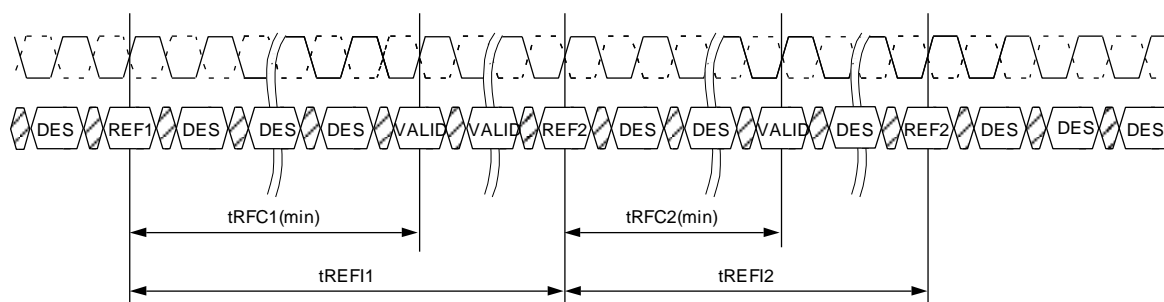 DES REF1 DES DES DES VALID VALID REF2 DES DES VALID DES REF2 DES DES DES
tRFC1(min) tRFC2(min)
tREFI1 tREFI2